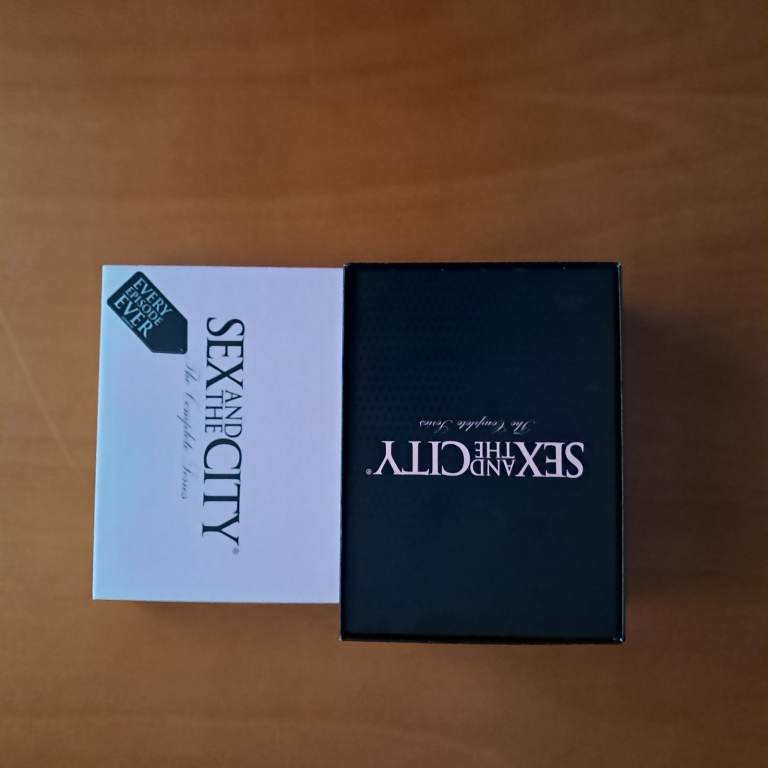 EVERY
EPISODE
EVER
SEX AND THE CITY®
The Complete Series
SEX AND THE CITY®
The Complete Series